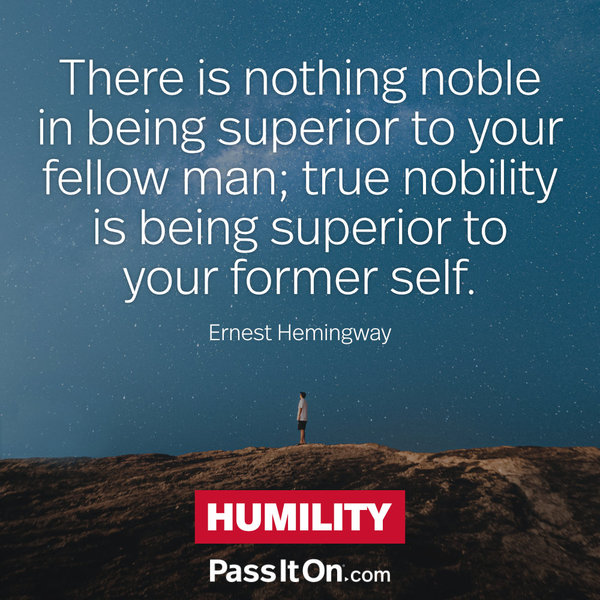 There is nothing noble
in being superior to your
fellow man; true nobility
is being superior to
your former self.
Ernest Hemingway
HUMILITY
PassItOn.com